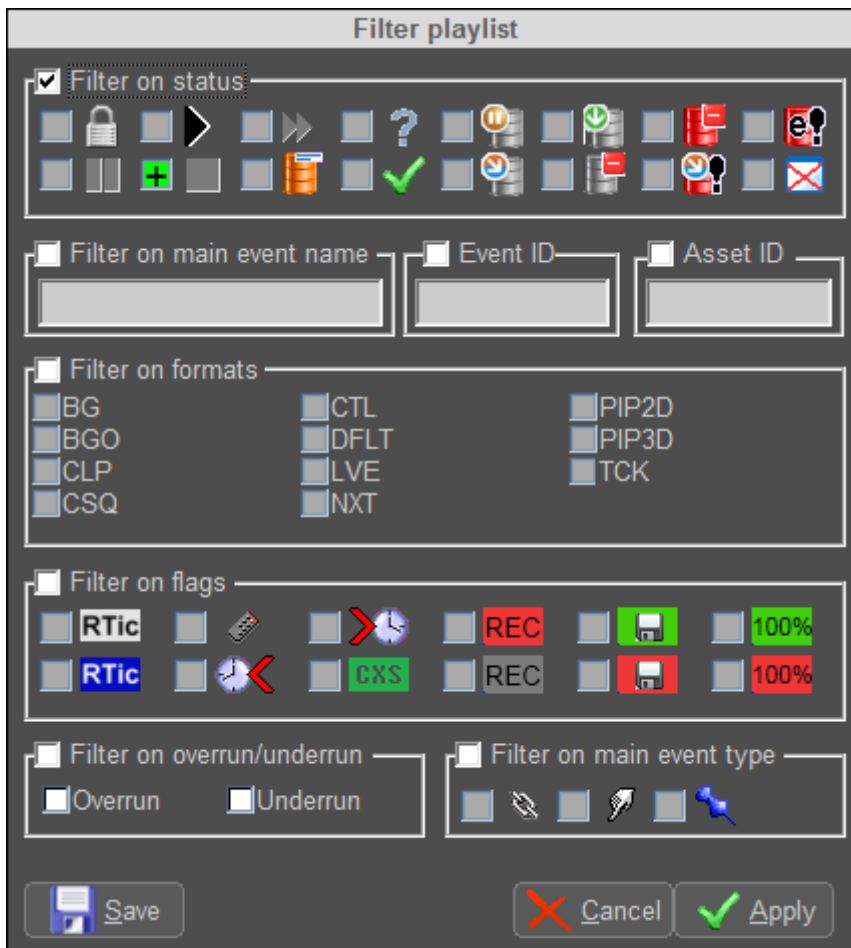 Filter playlist
Filter on status
Filter on main event name Event ID Asset ID
Filter on formats
BG CTL PIP2D
BGO DFLT PIP3D
CLP LVE TCK
CSQ NXT
Filter on flags
RTic REC 100%
RTic CXS REC 100%
Filter on overrun/underrun Filter on main event type
Overrun Underrun
Save Cancel Apply